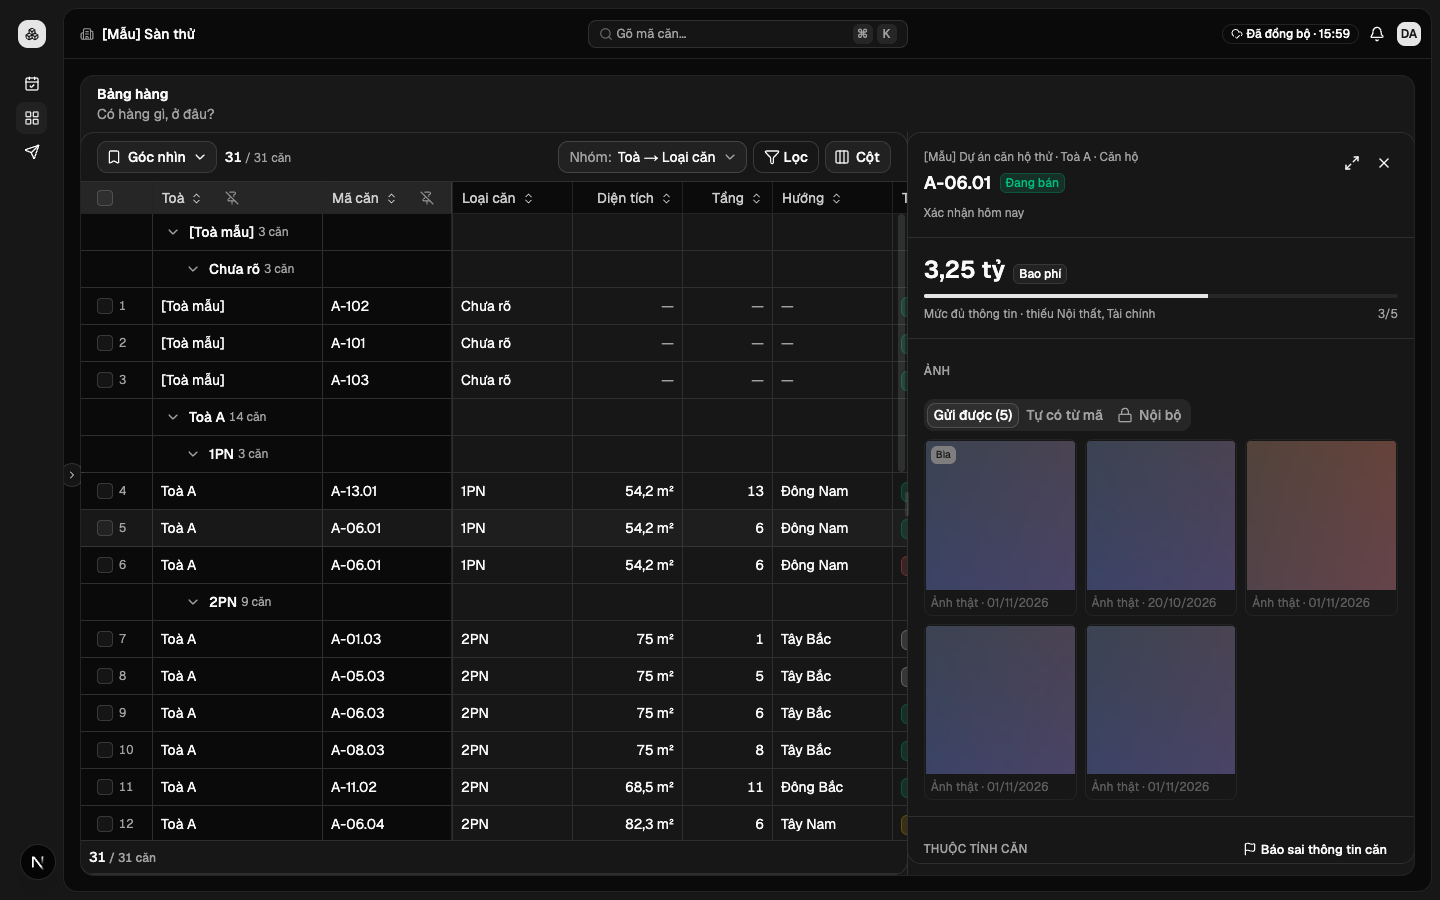 [Mẫu] Sàn thử
Gõ mã căn...
⌘ K
Đã đồng bộ · 15:59
DA
Bảng hàng
Có hàng gì, ở đâu?
Góc nhìn
31 / 31 căn
Nhóm: Toà → Loại căn
Lọc
Cột
Toà Mã căn Loại căn Diện tích Tầng Hướng T
[Toà mẫu] 3 căn
Chưa rõ 3 căn
1 [Toà mẫu] A-102 Chưa rõ — — —
2 [Toà mẫu] A-101 Chưa rõ — — —
3 [Toà mẫu] A-103 Chưa rõ — — —
Toà A 14 căn
1PN 3 căn
4 Toà A A-13.01 1PN 54,2 m² 13 Đông Nam
5 Toà A A-06.01 1PN 54,2 m² 6 Đông Nam
6 Toà A A-06.01 1PN 54,2 m² 6 Đông Nam
2PN 9 căn
7 Toà A A-01.03 2PN 75 m² 1 Tây Bắc
8 Toà A A-05.03 2PN 75 m² 5 Tây Bắc
9 Toà A A-06.03 2PN 75 m² 6 Tây Bắc
10 Toà A A-08.03 2PN 75 m² 8 Tây Bắc
11 Toà A A-11.02 2PN 68,5 m² 11 Đông Bắc
12 Toà A A-06.04 2PN 82,3 m² 6 Tây Nam
31 / 31 căn
N
[Mẫu] Dự án căn hộ thử · Toà A · Căn hộ
A-06.01 Đang bán
Xác nhận hôm nay
3,25 tỷ Bao phí
Mức đủ thông tin · thiếu Nội thất, Tài chính 3/5
ẢNH
Gửi được (5) Tự có từ mã Nội bộ
Bìa
Ảnh thật · 01/11/2026 Ảnh thật · 20/10/2026 Ảnh thật · 01/11/2026
Ảnh thật · 01/11/2026 Ảnh thật · 01/11/2026
THUỘC TÍNH CĂN Báo sai thông tin căn